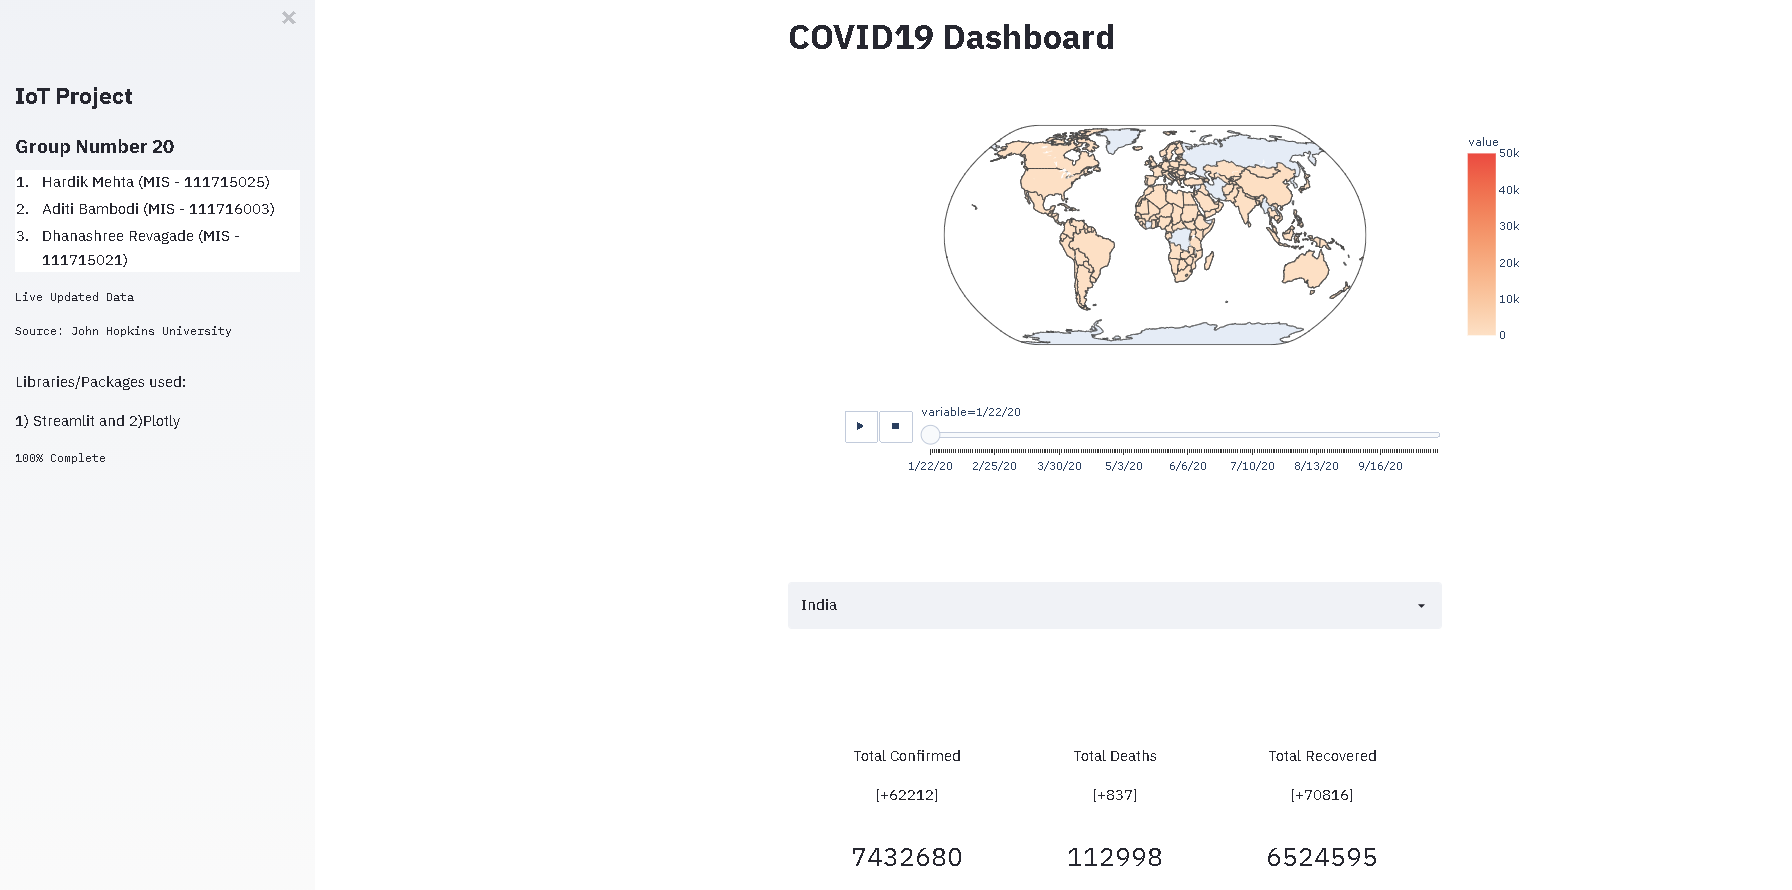 ×
IoT Project
Group Number 20
1. Hardik Mehta (MIS - 111715025)
2. Aditi Bambodi (MIS - 111716003)
3. Dhanashree Revagade (MIS -
111715021)
Live Updated Data
Source: John Hopkins University
Libraries/Packages used:
1) Streamlit and 2)Plotly
100% Complete
COVID19 Dashboard
value
50k
40k
30k
20k
10k
0
variable=1/22/20
1/22/20 2/25/20 3/30/20 5/3/20 6/6/20 7/10/20 8/13/20 9/16/20
India
Total Confirmed Total Deaths Total Recovered
[+62212] [+837] [+70816]
7432680 112998 6524595